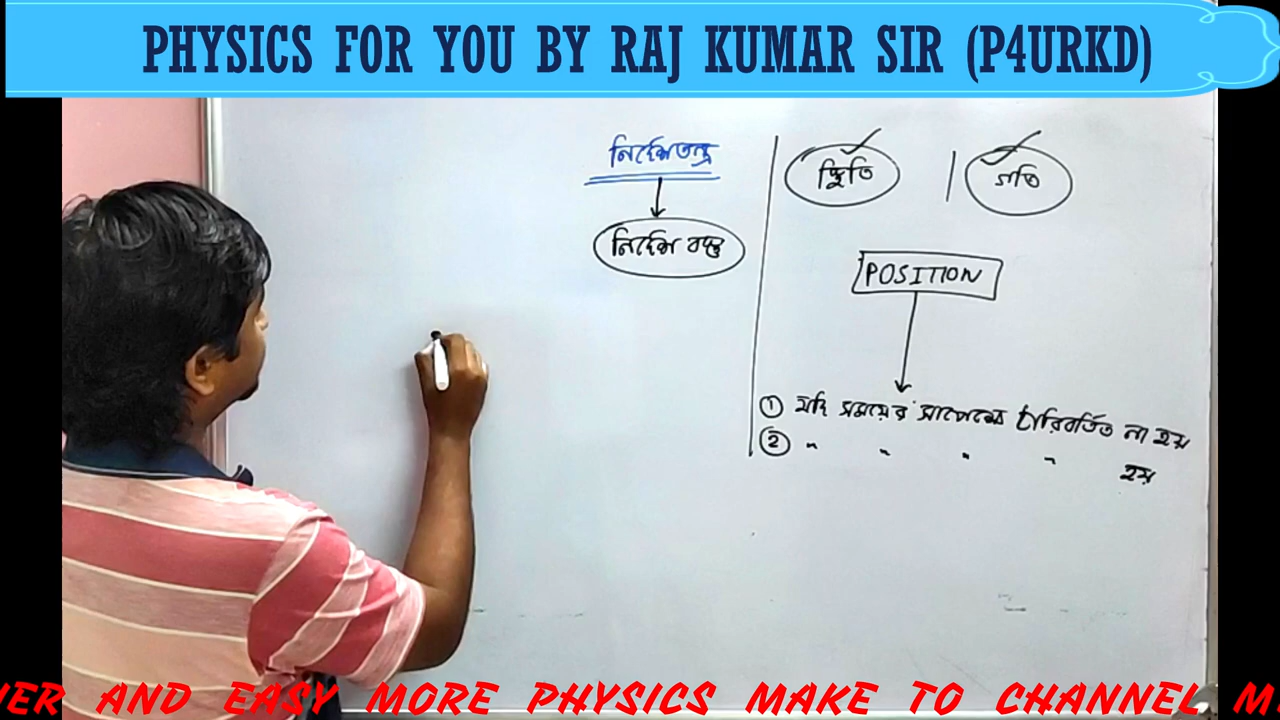 PHYSICS FOR YOU BY RAJ KUMAR SIR (P4URKD)
নির্দেশতন্ত্র
নির্দেশ বস্তু
স্থিতি
গতি
POSITION
① যদি সময়ের সাপেক্ষে পরিবর্তিত না হয়
② " " " " হয়
AND EASY MORE PHYSICS MAKE TO CHANNEL